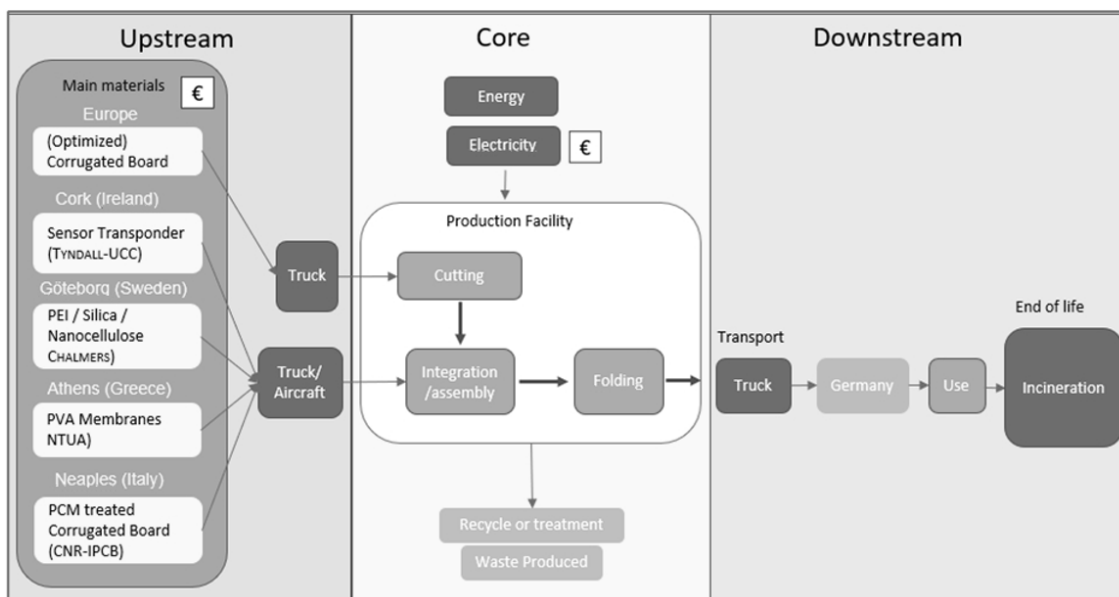 Upstream
Main materials
€
Europe
(Optimized)
Corrugated Board
Cork (Ireland)
Sensor Transponder
(TYNDALL-UCC)
Göteborg (Sweden)
PEI / Silica /
Nanocellulose
CHALMERS)
Athens (Greece)
PVA Membranes
NTUA)
Neaples (Italy)
PCM treated
Corrugated Board
(CNR-IPCB)
Truck
Truck/
Aircraft
Core
Energy
Electricity
€
Production Facility
Cutting
Integration
/assembly
Folding
Recycle or treatment
Waste Produced
Downstream
Transport
Truck
Germany
Use
End of life
Incineration